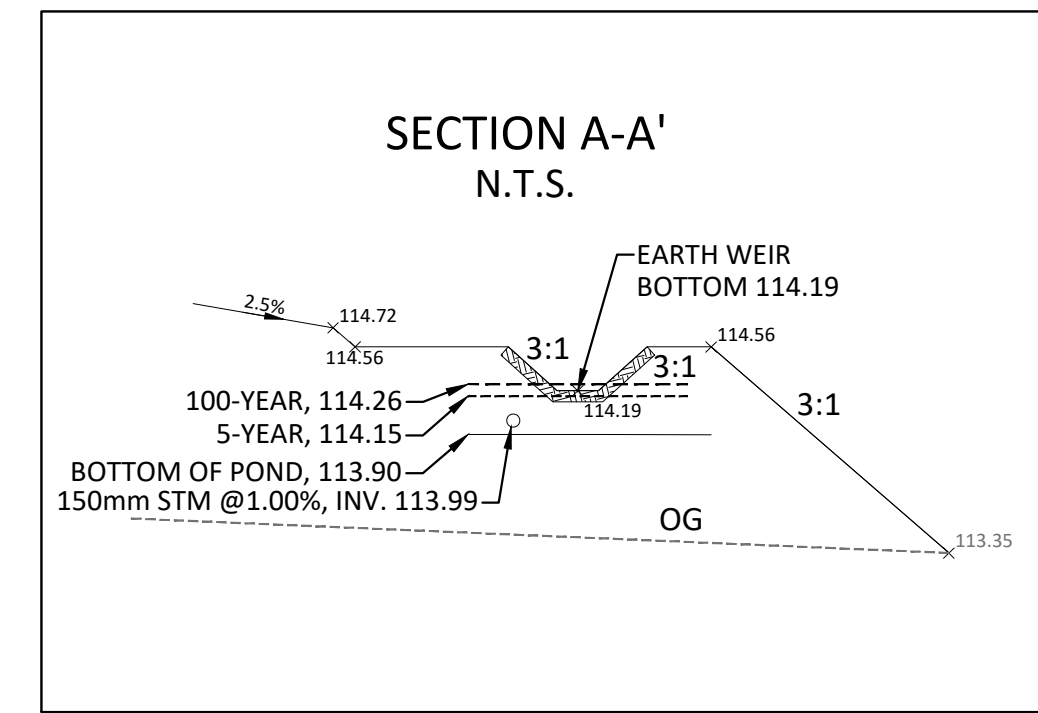 SECTION A-A'
N.T.S.
EARTH WEIR
BOTTOM 114.19
2.5%
114.72
114.56
3:1
3:1
114.56
3:1
100-YEAR, 114.26
114.19
5-YEAR, 114.15
BOTTOM OF POND, 113.90
150mm STM @1.00%, INV. 113.99
OG
113.35